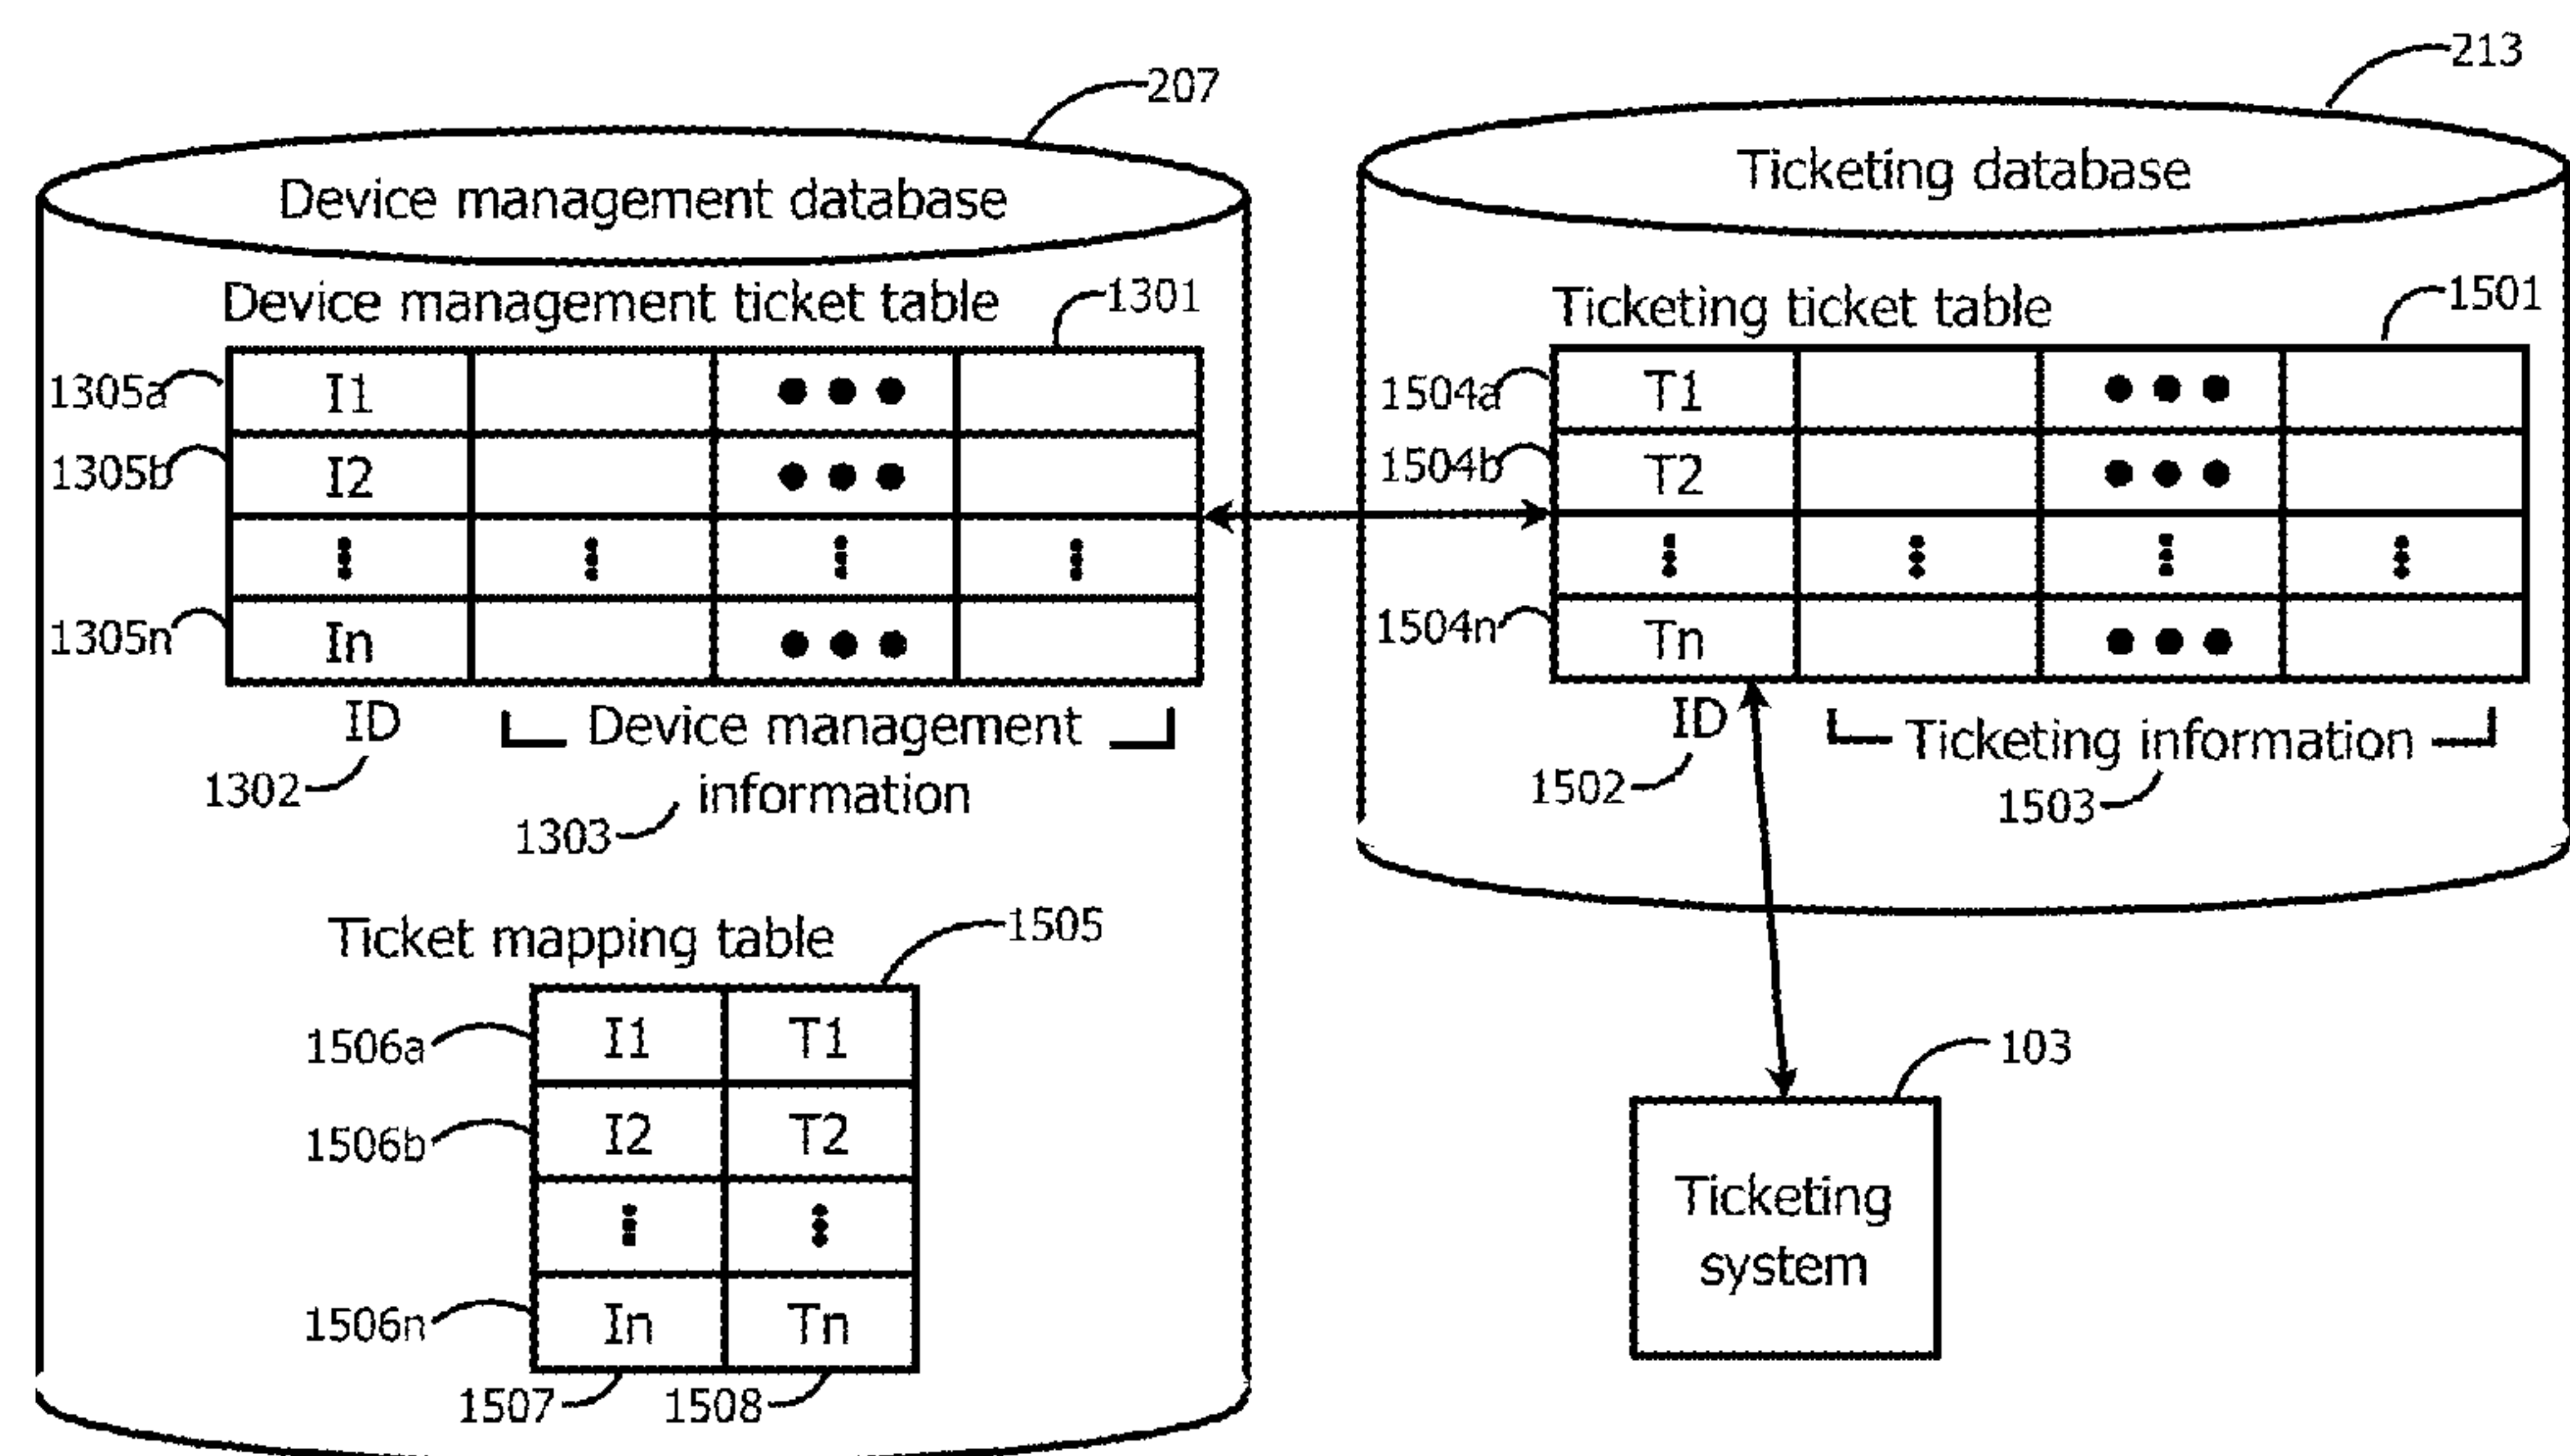 207
213
Device management database
Ticketing database
Device management ticket table
1301
Ticketing ticket table
1501
1305a
I1
1305b
I2
1305n
In
ID
1302
Device management
information
1303
1504a
T1
1504b
T2
1504n
Tn
ID
1502
Ticketing information
1503
Ticket mapping table
1505
1506a
I1 T1
1506b
I2 T2
1506n
In Tn
1507
1508
103
Ticketing
system